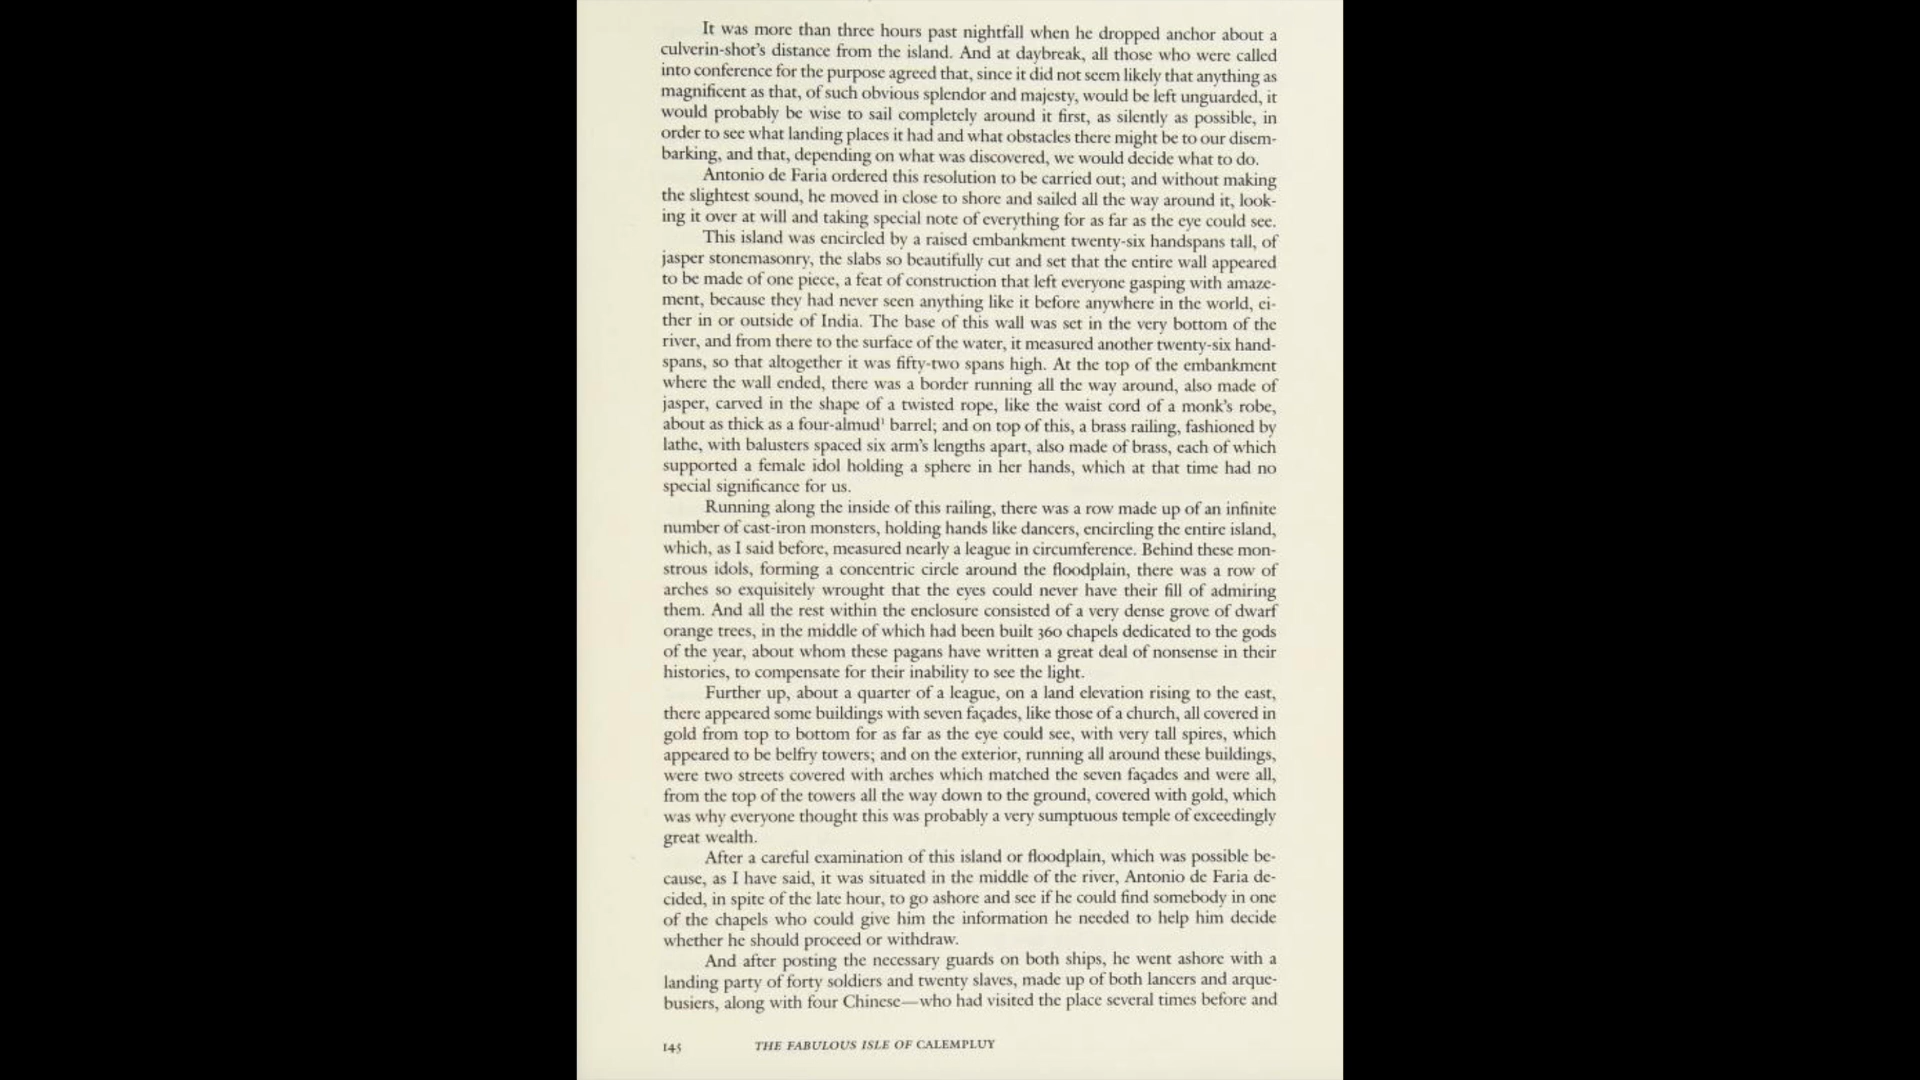 It was more than three hours past nightfall when he dropped anchor about a
culverin-shot's distance from the island. And at daybreak, all those who were called
into conference for the purpose agreed that, since it did not seem likely that anything as
magnificent as that, of such obvious splendor and majesty, would be left unguarded, it
would probably be wise to sail completely around it first, as silently as possible, in
order to see what landing places it had and what obstacles there might be to our disem-
barking, and that, depending on what was discovered, we would decide what to do.
Antonio de Faria ordered this resolution to be carried out; and without making
the slightest sound, he moved in close to shore and sailed all the way around it, look-
ing it over at will and taking special note of everything for as far as the eye could see.
This island was encircled by a raised embankment twenty-six handspans tall, of
jasper stonemasonry, the slabs so beautifully cut and set that the entire wall appeared
to be made of one piece, a feat of construction that left everyone gasping with amaze-
ment, because they had never seen anything like it before anywhere in the world, ei-
ther in or outside of India. The base of this wall was set in the very bottom of the
river, and from there to the surface of the water, it measured another twenty-six hand-
spans, so that altogether it was fifty-two spans high. At the top of the embankment
where the wall ended, there was a border running all the way around, also made of
jasper, carved in the shape of a twisted rope, like the waist cord of a monk's robe,
about as thick as a four-almud¹ barrel; and on top of this, a brass railing, fashioned by
lathe, with balusters spaced six arm's lengths apart, also made of brass, each of which
supported a female idol holding a sphere in her hands, which at that time had no
special significance for us.
Running along the inside of this railing, there was a row made up of an infinite
number of cast-iron monsters, holding hands like dancers, encircling the entire island,
which, as I said before, measured nearly a league in circumference. Behind these mon-
strous idols, forming a concentric circle around the floodplain, there was a row of
arches so exquisitely wrought that the eyes could never have their fill of admiring
them. And all the rest within the enclosure consisted of a very dense grove of dwarf
orange trees, in the middle of which had been built 360 chapels dedicated to the gods
of the year, about whom these pagans have written a great deal of nonsense in their
histories, to compensate for their inability to see the light.
Further up, about a quarter of a league, on a land elevation rising to the east,
there appeared some buildings with seven façades, like those of a church, all covered in
gold from top to bottom for as far as the eye could see, with very tall spires, which
appeared to be belfry towers; and on the exterior, running all around these buildings,
were two streets covered with arches which matched the seven façades and were all,
from the top of the towers all the way down to the ground, covered with gold, which
was why everyone thought this was probably a very sumptuous temple of exceedingly
great wealth.
After a careful examination of this island or floodplain, which was possible be-
cause, as I have said, it was situated in the middle of the river, Antonio de Faria de-
cided, in spite of the late hour, to go ashore and see if he could find somebody in one
of the chapels who could give him the information he needed to help him decide
whether he should proceed or withdraw.
And after posting the necessary guards on both ships, he went ashore with a
landing party of forty soldiers and twenty slaves, made up of both lancers and arque-
busiers, along with four Chinese—who had visited the place several times before and
145 THE FABULOUS ISLE OF CALEMPLUY